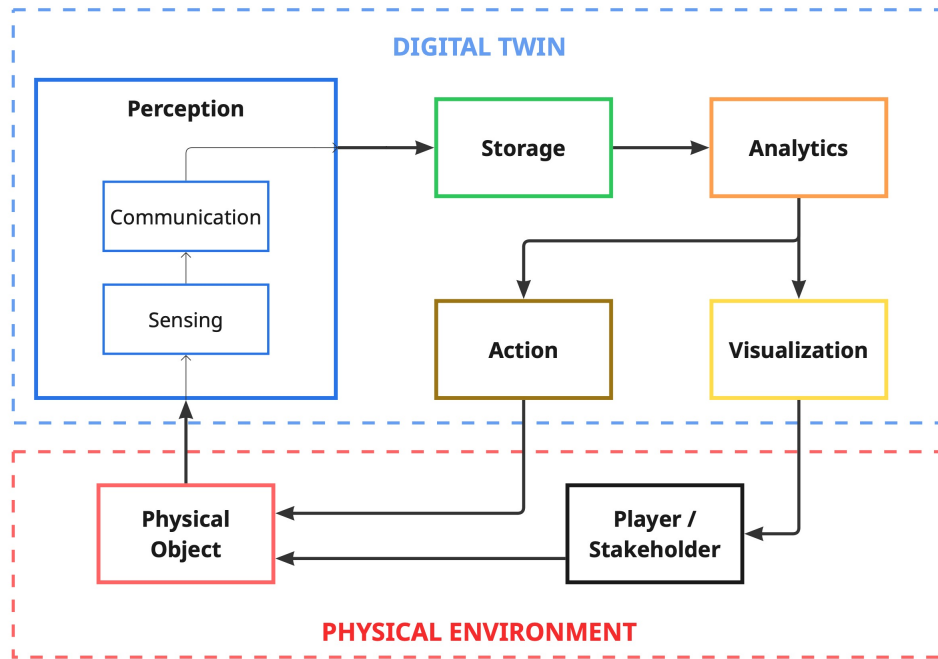 DIGITAL TWIN
Perception
Storage
Analytics
Communication
Sensing
Action
Visualization
Physical
Object
Player /
Stakeholder
PHYSICAL ENVIRONMENT